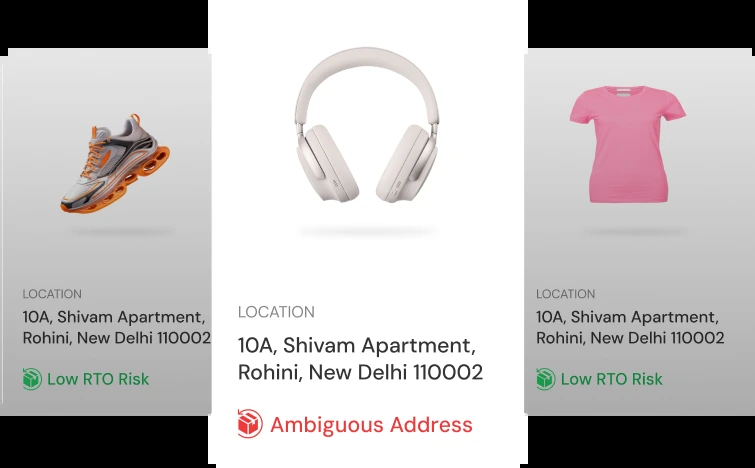 LOCATION
10A, Shivam Apartment,
Rohini, New Delhi 110002
Low RTO Risk
LOCATION
10A, Shivam Apartment,
Rohini, New Delhi 110002
Ambiguous Address
LOCATION
10A, Shivam Apartment,
Rohini, New Delhi 110002
Low RTO Risk